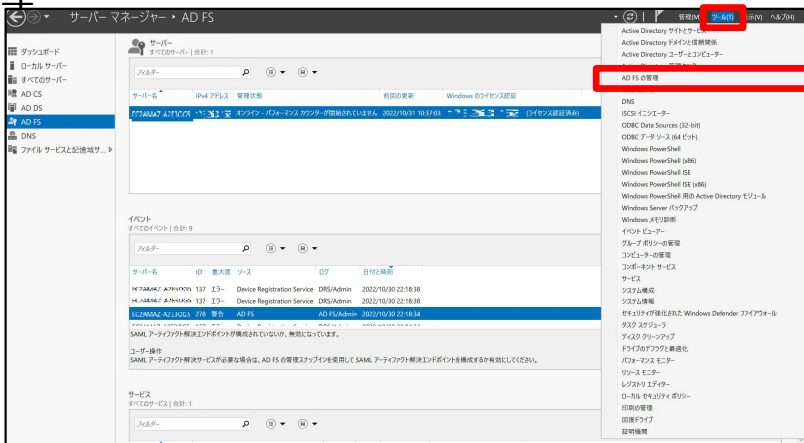 サーバー マネージャー ▸ AD FS
管理(M) ツール(T) 表示(V) ヘルプ(H)
ダッシュボード
ローカル サーバー
すべてのサーバー
AD CS
AD DS
AD FS
DNS
ファイル サービスと記憶域サ...
サーバー
すべてのサーバー | 合計: 1
フィルター
サーバー名 IPv4 アドレス 管理状態 前回の更新 Windows のライセンス認証
オンライン - パフォーマンス カウンターが開始されていません 2022/10/31 10:37:03 (ライセンス認証済み)
イベント
すべてのイベント | 合計: 9
フィルター
サーバー名 ID 重大度 ソース ログ 日付と時刻
137 エラー Device Registration Service DRS/Admin 2022/10/30 22:18:38
137 エラー Device Registration Service DRS/Admin 2022/10/30 22:18:38
278 警告 AD FS AD FS/Admin 2022/10/30 22:18:34
SAML アーティファクト解決エンドポイントが構成されていないか、無効になっています。
ユーザー操作
SAML アーティファクト解決サービスが必要な場合は、AD FS の管理スナップインを使用して SAML アーティファクト解決エンドポイントを構成するか有効にしてください。
サービス
すべてのサービス | 合計: 1
フィルター
Active Directory サイトとサービス
Active Directory ドメインと信頼関係
Active Directory ユーザーとコンピューター
AD FS の管理
DNS
iSCSI イニシエーター
ODBC Data Sources (32-bit)
ODBC データ ソース (64 ビット)
Windows PowerShell
Windows PowerShell (x86)
Windows PowerShell ISE
Windows PowerShell ISE (x86)
Windows PowerShell 用の Active Directory モジュール
Windows Server バックアップ
Windows メモリ診断
イベント ビューアー
グループ ポリシーの管理
コンピューターの管理
コンポーネント サービス
サービス
システム構成
システム情報
セキュリティが強化された Windows Defender ファイアウォール
タスク スケジューラ
ディスク クリーンアップ
ドライブのデフラグと最適化
パフォーマンス モニター
リソース モニター
レジストリ エディター
ローカル セキュリティ ポリシー
印刷の管理
回復ドライブ
証明機関